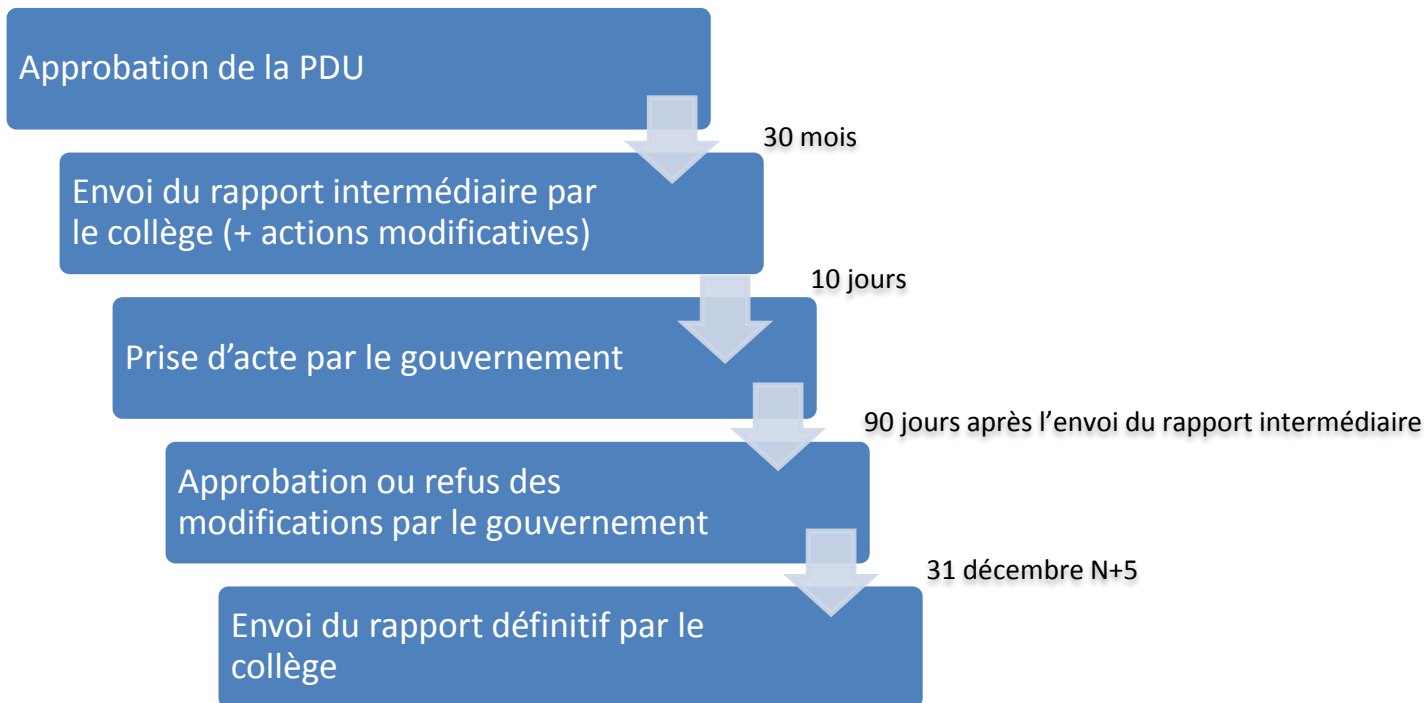 Approbation de la PDU
30 mois
Envoi du rapport intermédiaire par
le collège (+ actions modificatives)
10 jours
Prise d’acte par le gouvernement
90 jours après l’envoi du rapport intermédiaire
Approbation ou refus des
modifications par le gouvernement
31 décembre N+5
Envoi du rapport définitif par le
collège